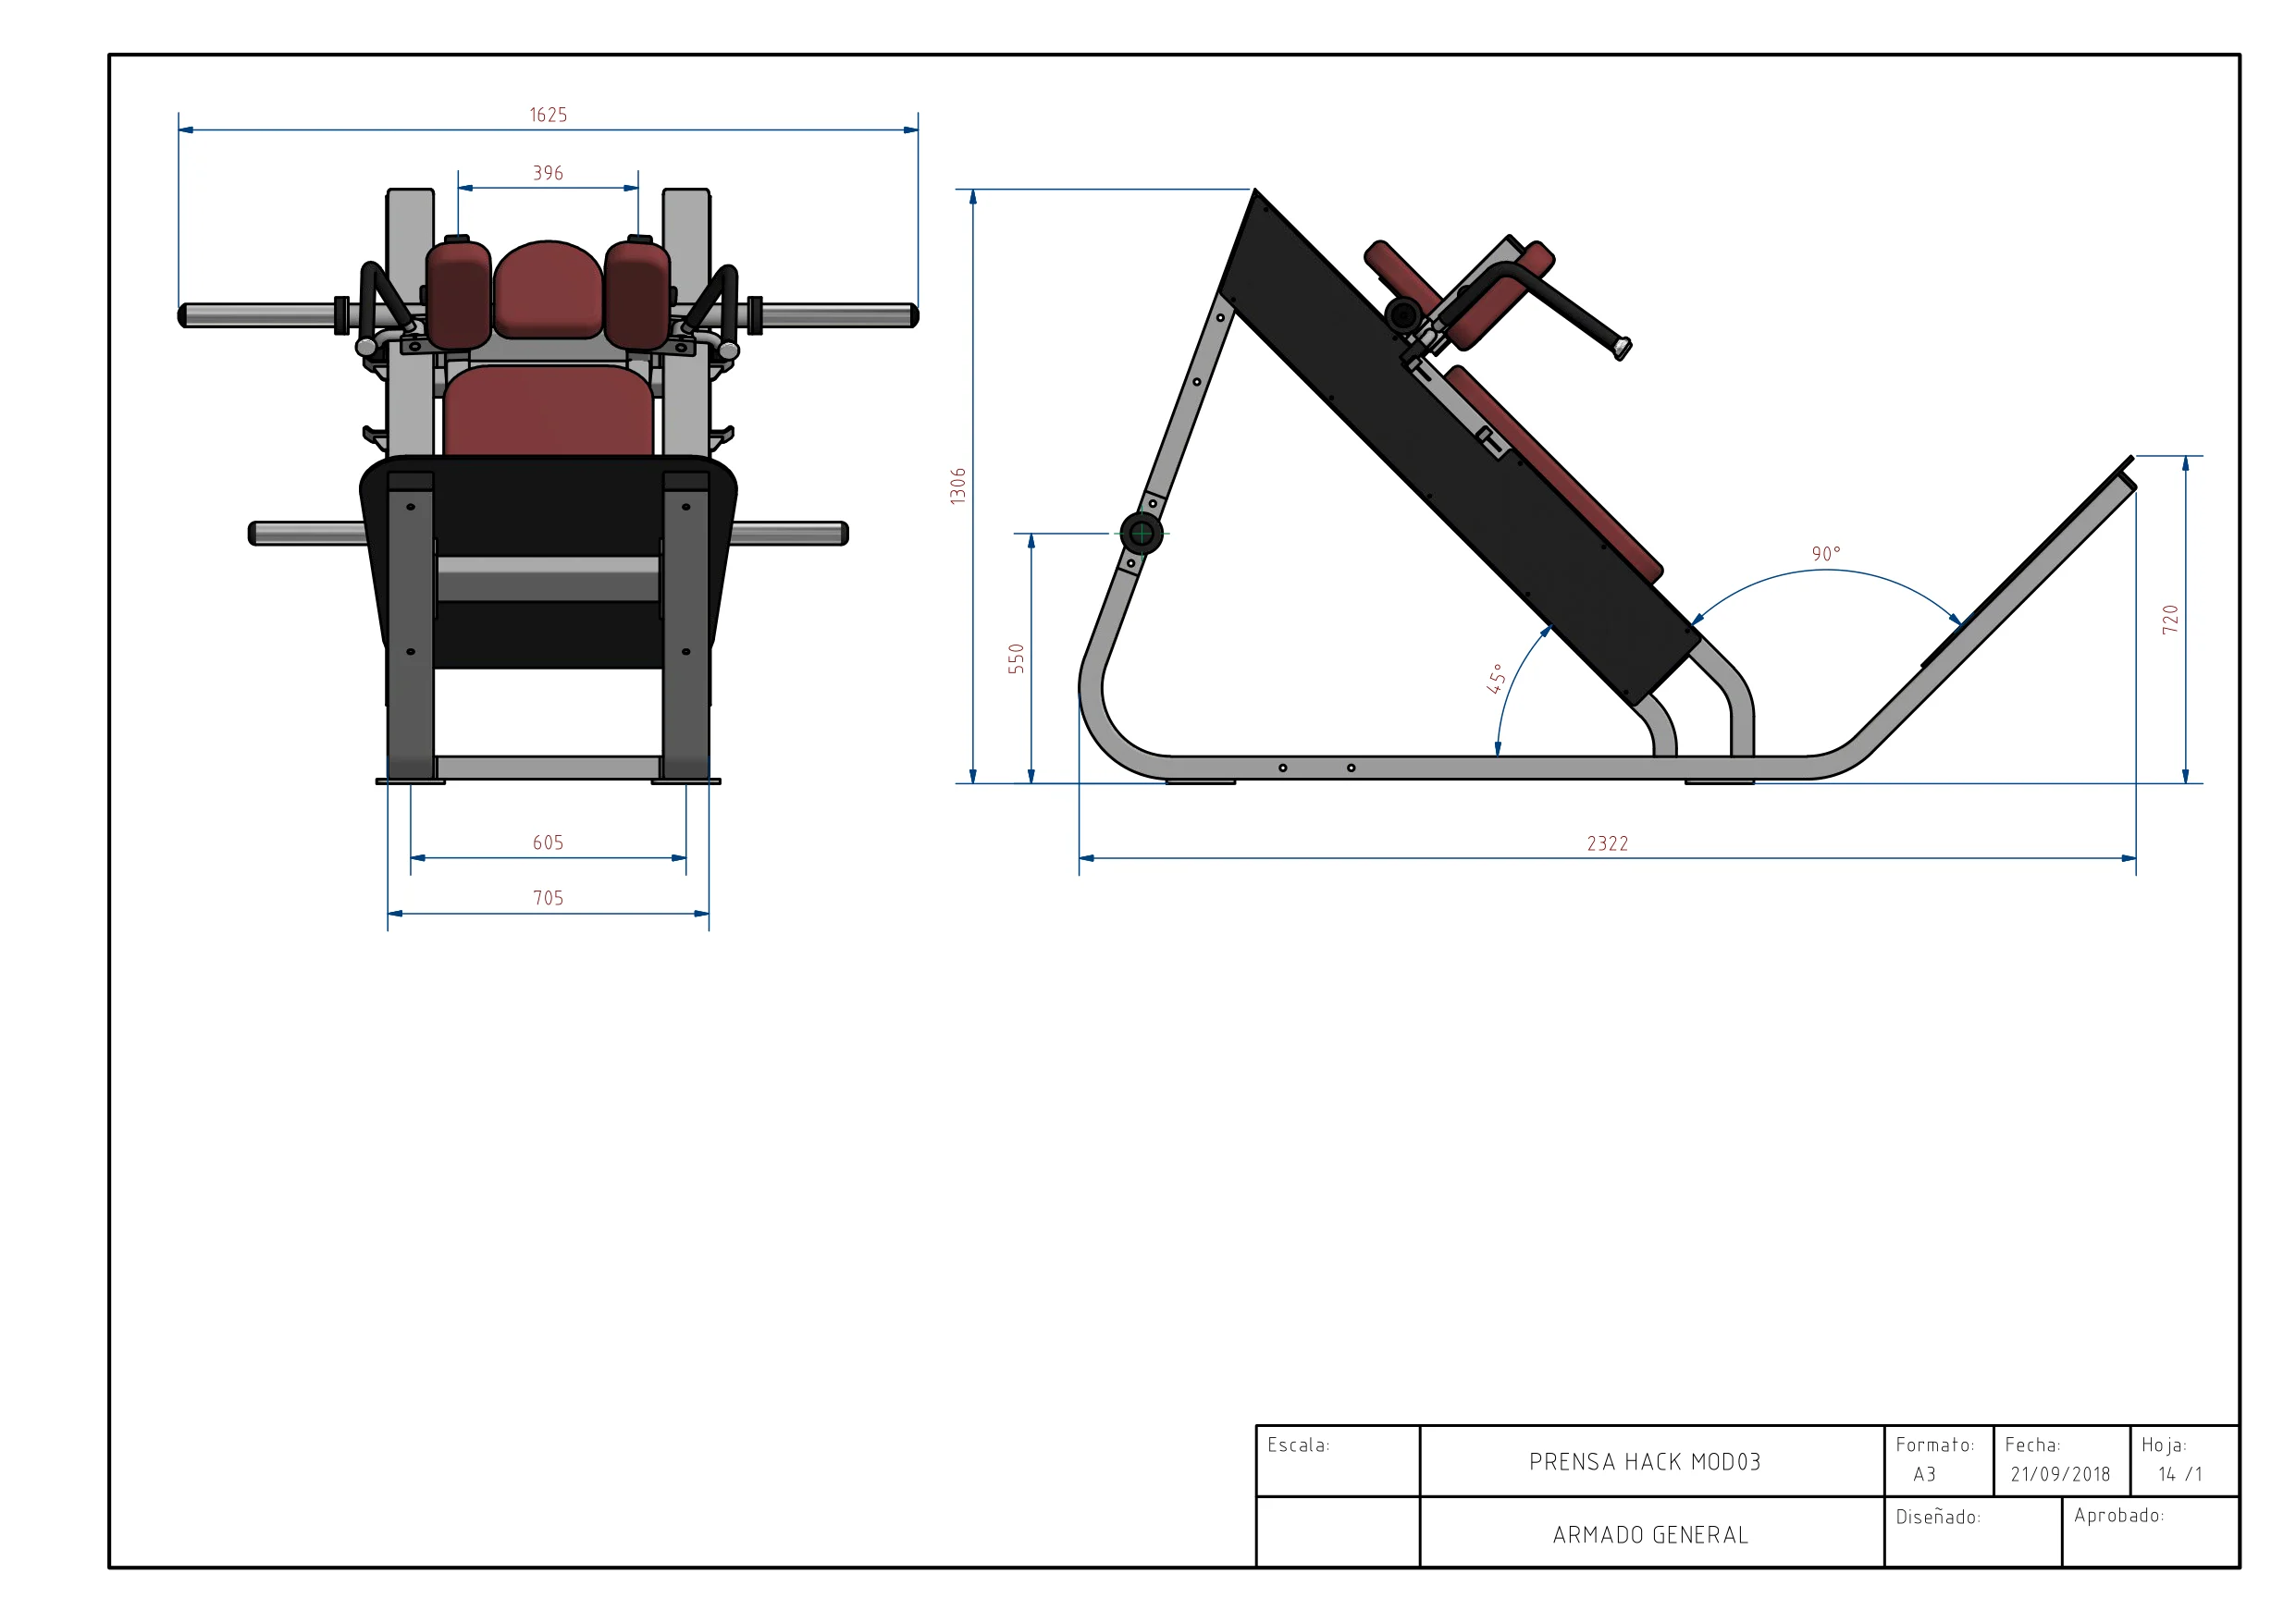 1625
396
1306
550
45°
90°
720
605
705
2322
Escala:
PRENSA HACK MOD03
Formato:
A3
Fecha:
21/09/2018
Hoja:
14 /1
ARMADO GENERAL
Diseñado:
Aprobado: